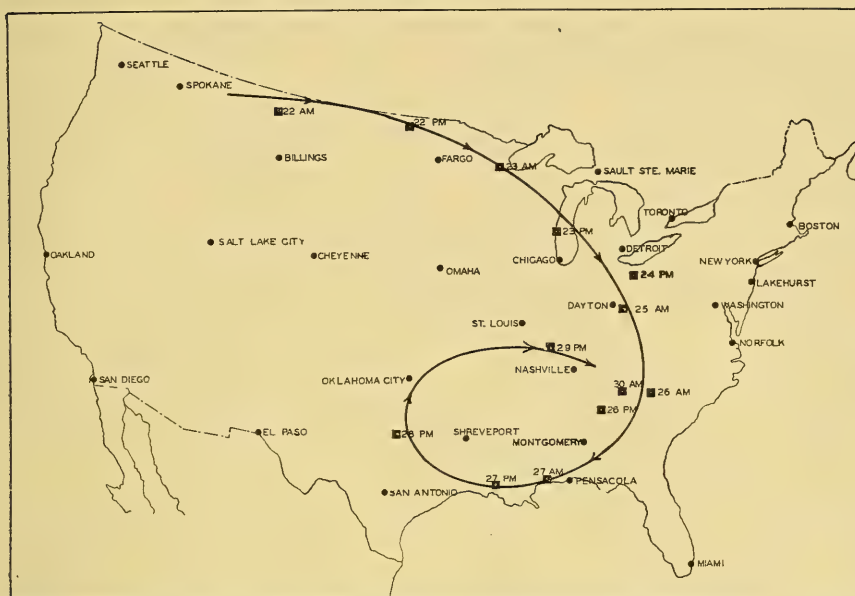 SEATTLE
SPOKANE
22 AM
22 PM
BILLINGS
FARGO
23 AM
SAULT STE. MARIE
TORONTO
BOSTON
23 PM
OAKLAND
SALT LAKE CITY
CHEYENNE
OMAHA
CHIGAGO
DETROIT
NEW YORK
24 PM
LAKEHURST
DAYTON
25 AM
WASHINGTON
ST. LOUIS
NORFOLK
29 PM
NASHVILLE
SAN DIEGO
OKLAHOMA CITY
30 AM
26 AM
26 PM
EL PASO
28 PM
SHREVEPORT
MONTGOMERY
27 PM
27 AM
PENSACOLA
SAN ANTONIO
MIAMI